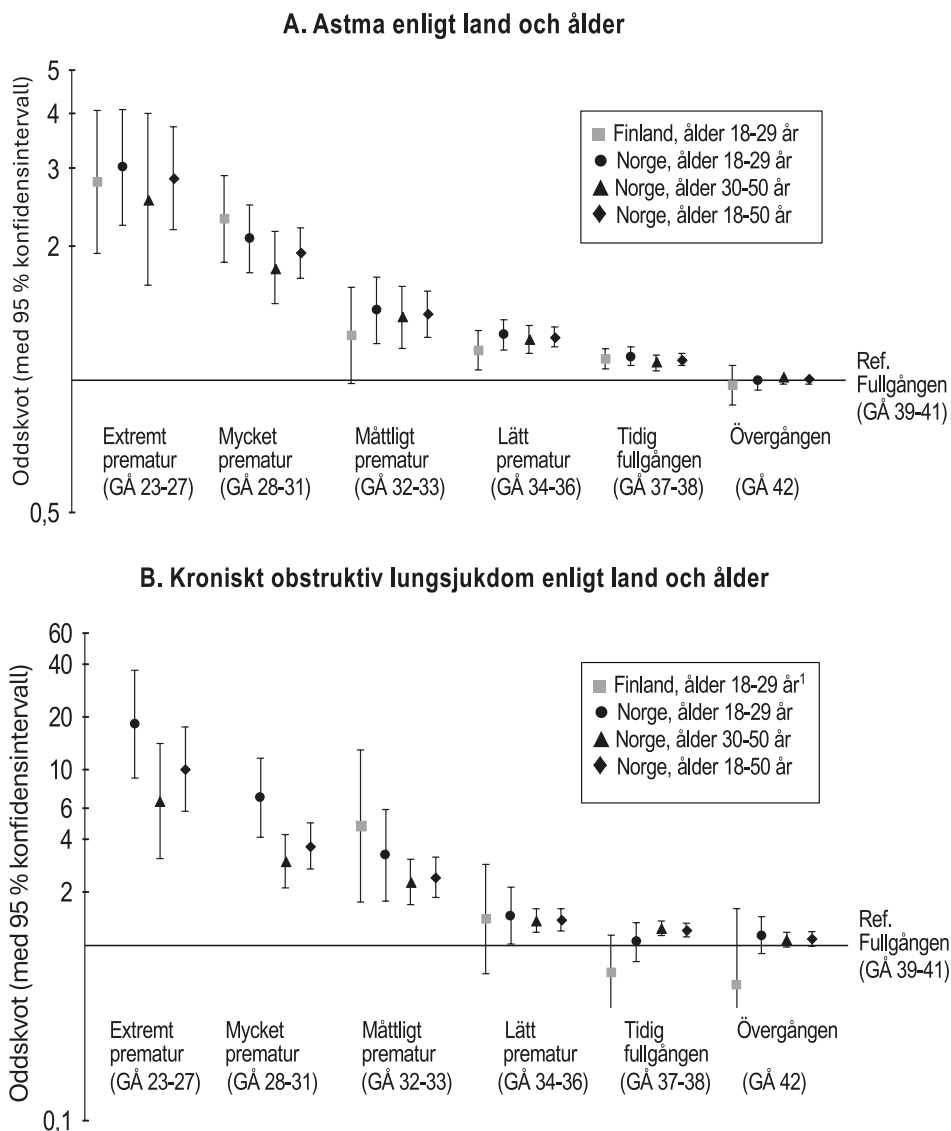 A. Astma enligt land och ålder
Oddskvot (med 95 % konfidensintervall)
5
4
3
2
0,5
Finland, ålder 18-29 år
Norge, ålder 18-29 år
Norge, ålder 30-50 år
Norge, ålder 18-50 år
Ref.
Fullgången
(GÅ 39-41)
Extremt
prematur
(GÅ 23-27)
Mycket
prematur
(GÅ 28-31)
Måttligt
prematur
(GÅ 32-33)
Lätt
prematur
(GÅ 34-36)
Tidig
fullgången
(GÅ 37-38)
Övergången
(GÅ 42)
B. Kroniskt obstruktiv lungsjukdom enligt land och ålder
Oddskvot (med 95 % konfidensintervall)
60
40
20
10
6
4
2
0,1
Finland, ålder 18-29 år¹
Norge, ålder 18-29 år
Norge, ålder 30-50 år
Norge, ålder 18-50 år
Ref.
Fullgången
(GÅ 39-41)
Extremt
prematur
(GÅ 23-27)
Mycket
prematur
(GÅ 28-31)
Måttligt
prematur
(GÅ 32-33)
Lätt
prematur
(GÅ 34-36)
Tidig
fullgången
(GÅ 37-38)
Övergången
(GÅ 42)